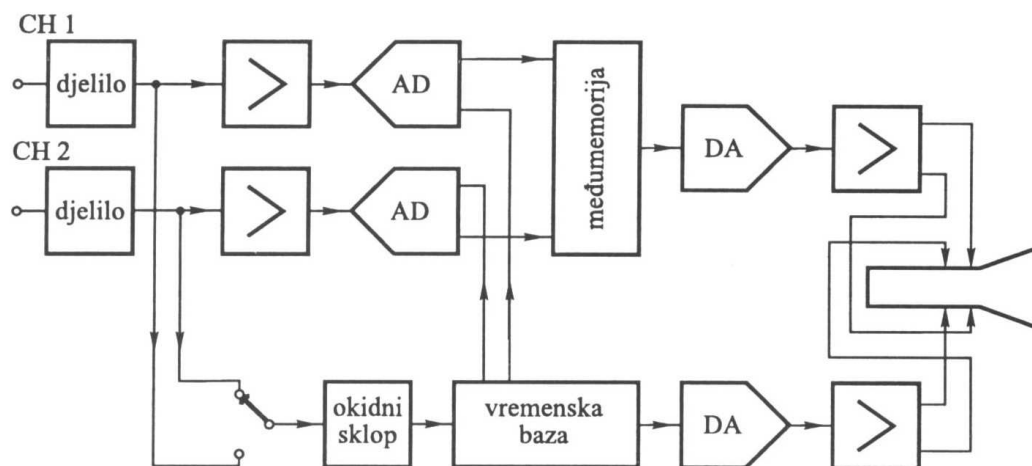 CH 1
djelilo
AD
međumemorija
DA
CH 2
djelilo
AD
okidni
sklop
vremenska
baza
DA